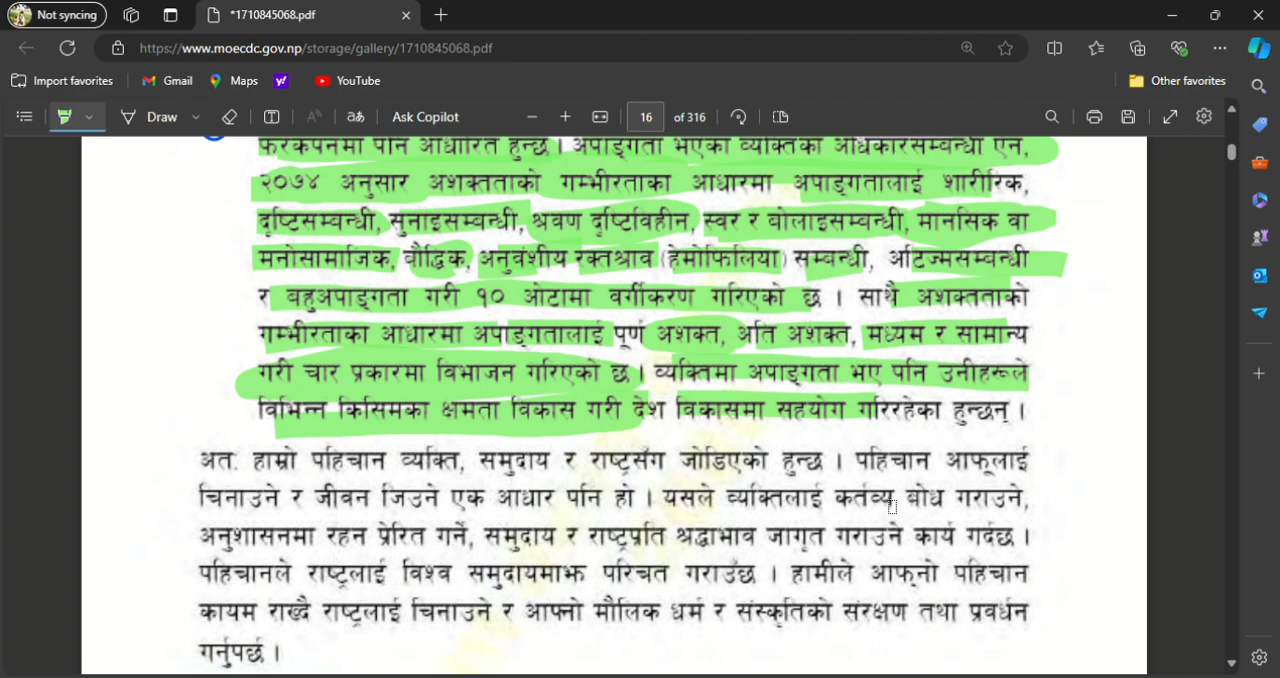 Not syncing
*1710845068.pdf
https://www.moecdc.gov.np/storage/gallery/1710845068.pdf
Import favorites
Gmail
Maps
YouTube
Other favorites
Draw
aあ
Ask Copilot
16
of 316
फरकपनमा पनि आधारित हुन्छ । अपाङ्गता भएका व्यक्तिका अधिकारसम्बन्धी ऐन,
२०७४ अनुसार अशक्तताको गम्भीरताका आधारमा अपाङ्गतालाई शारीरिक,
दृष्टिसम्बन्धी, सुनाइसम्बन्धी, श्रवण दृष्टिविहीन, स्वर र बोलाइसम्बन्धी, मानसिक वा
मनोसामाजिक, बौद्धिक, अनुवंशीय रक्तश्राव (हेमोफिलिया) सम्बन्धी, अटिज्मसम्बन्धी
र बहुअपाङ्गता गरी १० ओटामा वर्गीकरण गरिएको छ । साथै अशक्तताको
गम्भीरताका आधारमा अपाङ्गतालाई पूर्ण अशक्त, अति अशक्त, मध्यम र सामान्य
गरी चार प्रकारमा विभाजन गरिएको छ । व्यक्तिमा अपाङ्गता भए पनि उनीहरूले
विभिन्न किसिमका क्षमता विकास गरी देश विकासमा सहयोग गरिरहेका हुन्छन् ।
अत: हाम्रो पहिचान व्यक्ति, समुदाय र राष्ट्रसँग जोडिएको हुन्छ । पहिचान आफूलाई
चिनाउने र जीवन जिउने एक आधार पनि हो । यसले व्यक्तिलाई कर्तव्य बोध गराउने,
अनुशासनमा रहन प्रेरित गर्ने, समुदाय र राष्ट्रप्रति श्रद्धाभाव जागृत गराउने कार्य गर्दछ ।
पहिचानले राष्ट्रलाई विश्व समुदायमाझ परिचत गराउँछ । हामीले आफ्नो पहिचान
कायम राख्दै राष्ट्रलाई चिनाउने र आफ्नो मौलिक धर्म र संस्कृतिको संरक्षण तथा प्रवर्धन
गर्नुपर्छ ।